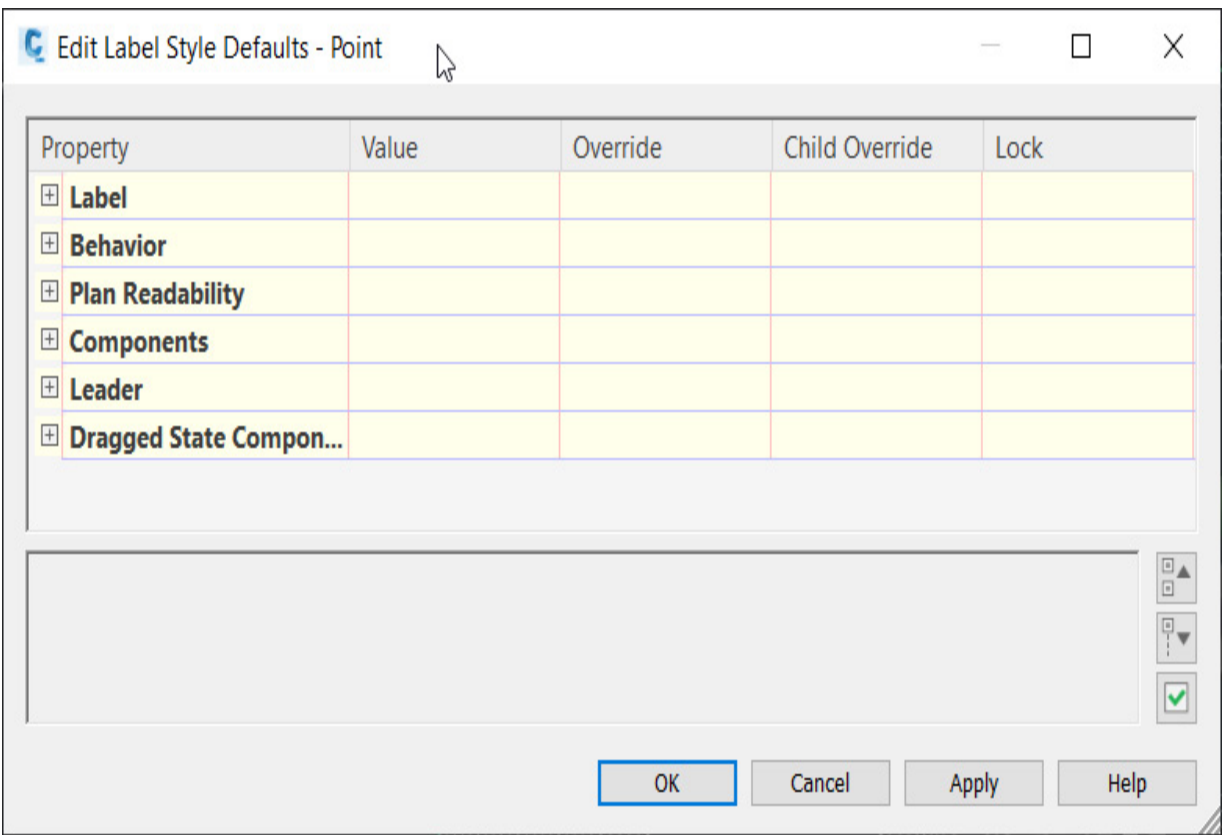 Edit Label Style Defaults - Point
Property Value Override Child Override Lock
Label
Behavior
Plan Readability
Components
Leader
Dragged State Compon...
OK Cancel Apply Help